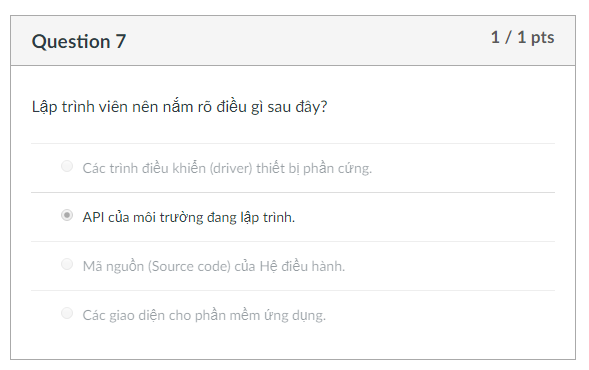 Question 7
1 / 1 pts
Lập trình viên nên nắm rõ điều gì sau đây?
Các trình điều khiển (driver) thiết bị phần cứng.
API của môi trường đang lập trình.
Mã nguồn (Source code) của Hệ điều hành.
Các giao diện cho phần mềm ứng dụng.